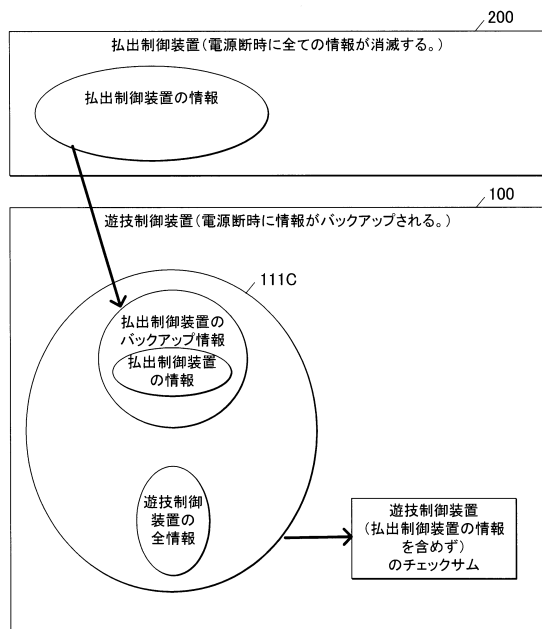 200
払出制御装置(電源断時に全ての情報が消滅する。)
払出制御装置の情報
100
遊技制御装置(電源断時に情報がバックアップされる。)
111C
払出制御装置の
バックアップ情報
払出制御装置
の情報
遊技制御
装置の
全情報
遊技制御装置
(払出制御装置の情報
を含めず)
のチェックサム